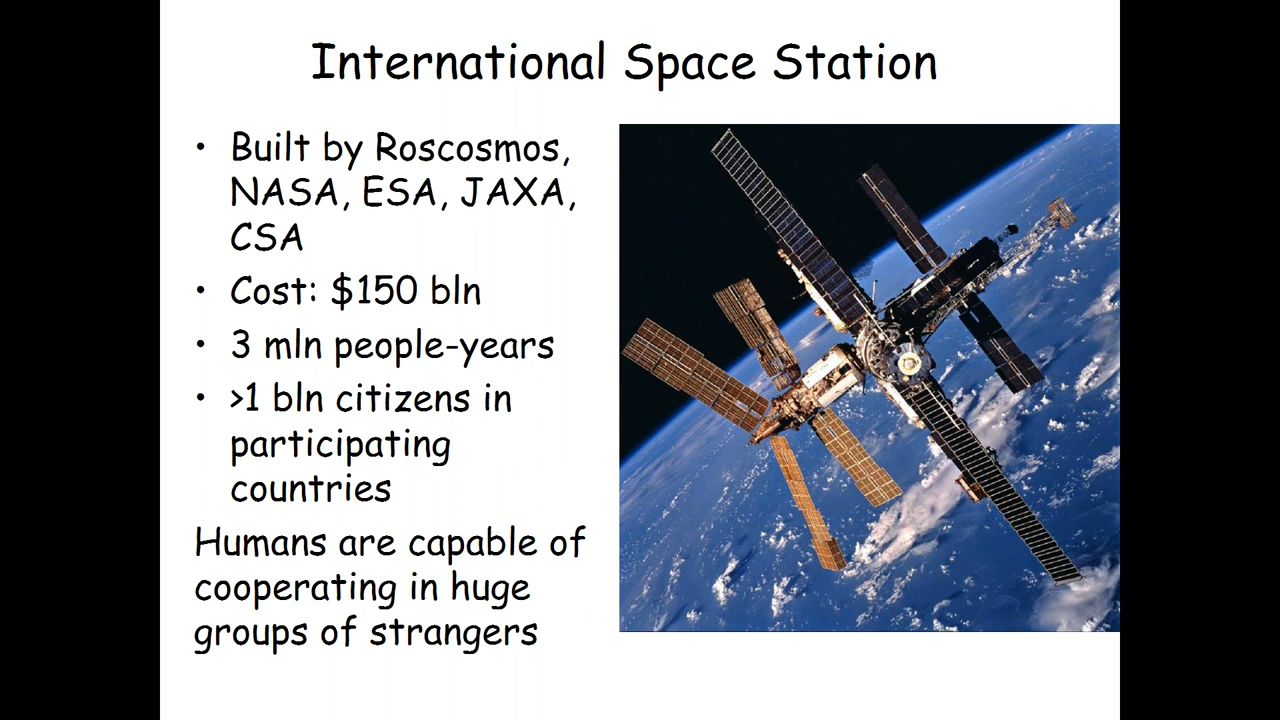 International Space Station
• Built by Roscosmos,
NASA, ESA, JAXA,
CSA
• Cost: $150 bln
• 3 mln people-years
• >1 bln citizens in
participating
countries
Humans are capable of
cooperating in huge
groups of strangers